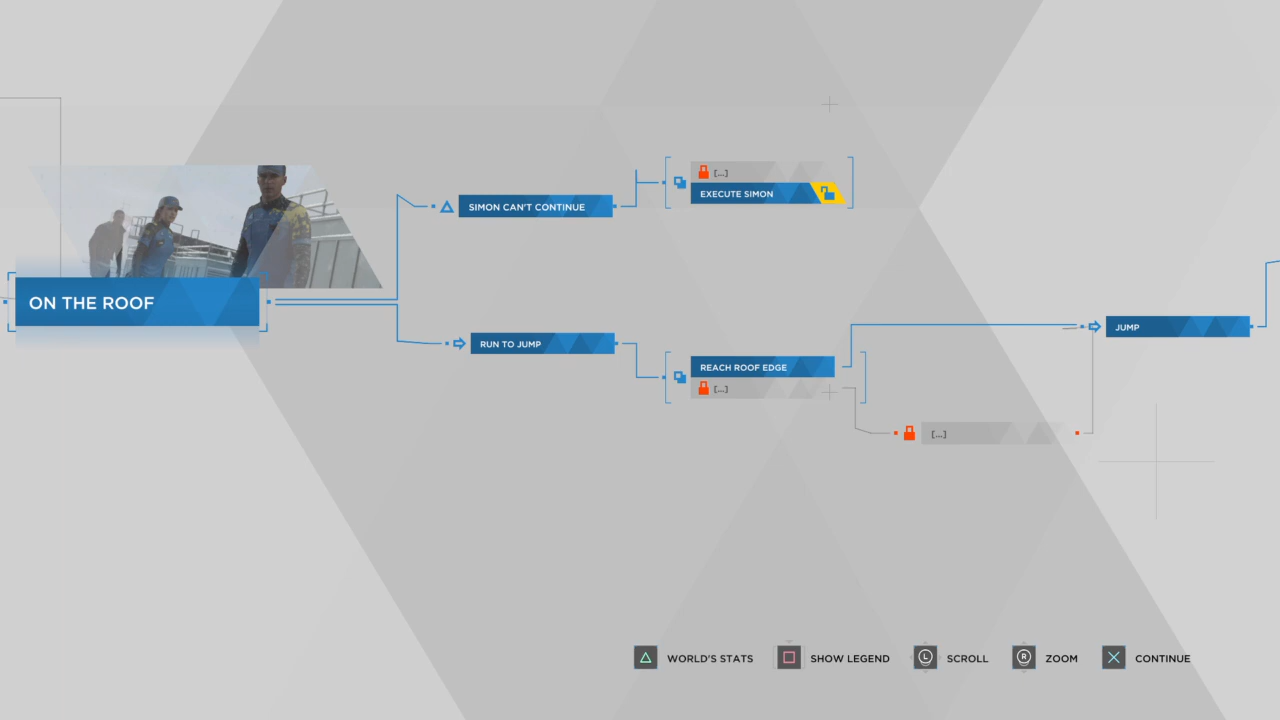 [...]
EXECUTE SIMON
SIMON CAN'T CONTINUE
ON THE ROOF
JUMP
RUN TO JUMP
REACH ROOF EDGE
[...]
[...]
WORLD'S STATS
SHOW LEGEND
L
SCROLL
R
ZOOM
CONTINUE